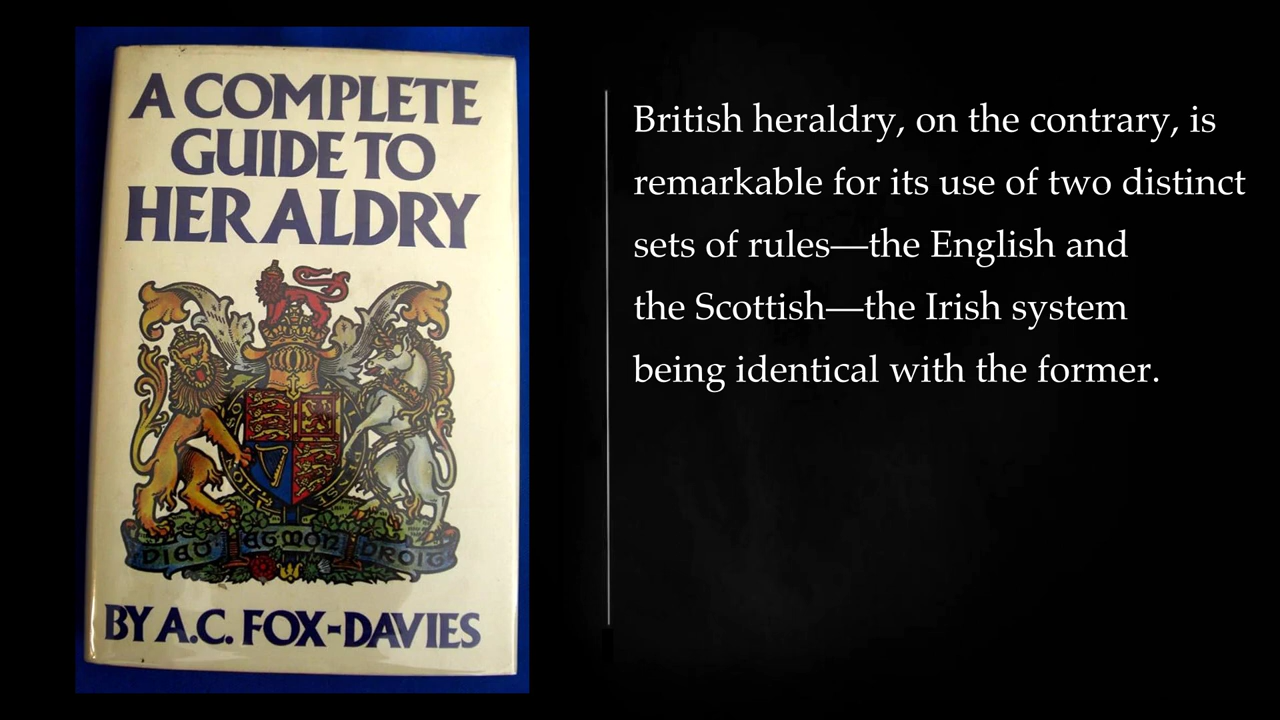 A COMPLETE
GUIDE TO
HERALDRY
DIEU ET MON DROIT
BY A.C. FOX-DAVIES
British heraldry, on the contrary, is
remarkable for its use of two distinct
sets of rules—the English and
the Scottish—the Irish system
being identical with the former.